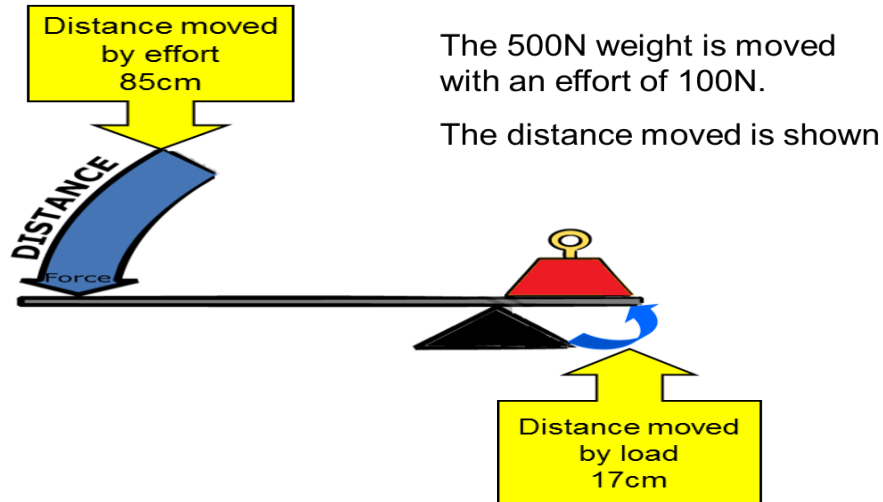 Distance moved
by effort
85cm
The 500N weight is moved
with an effort of 100N.
The distance moved is shown
DISTANCE
Force
Distance moved
by load
17cm